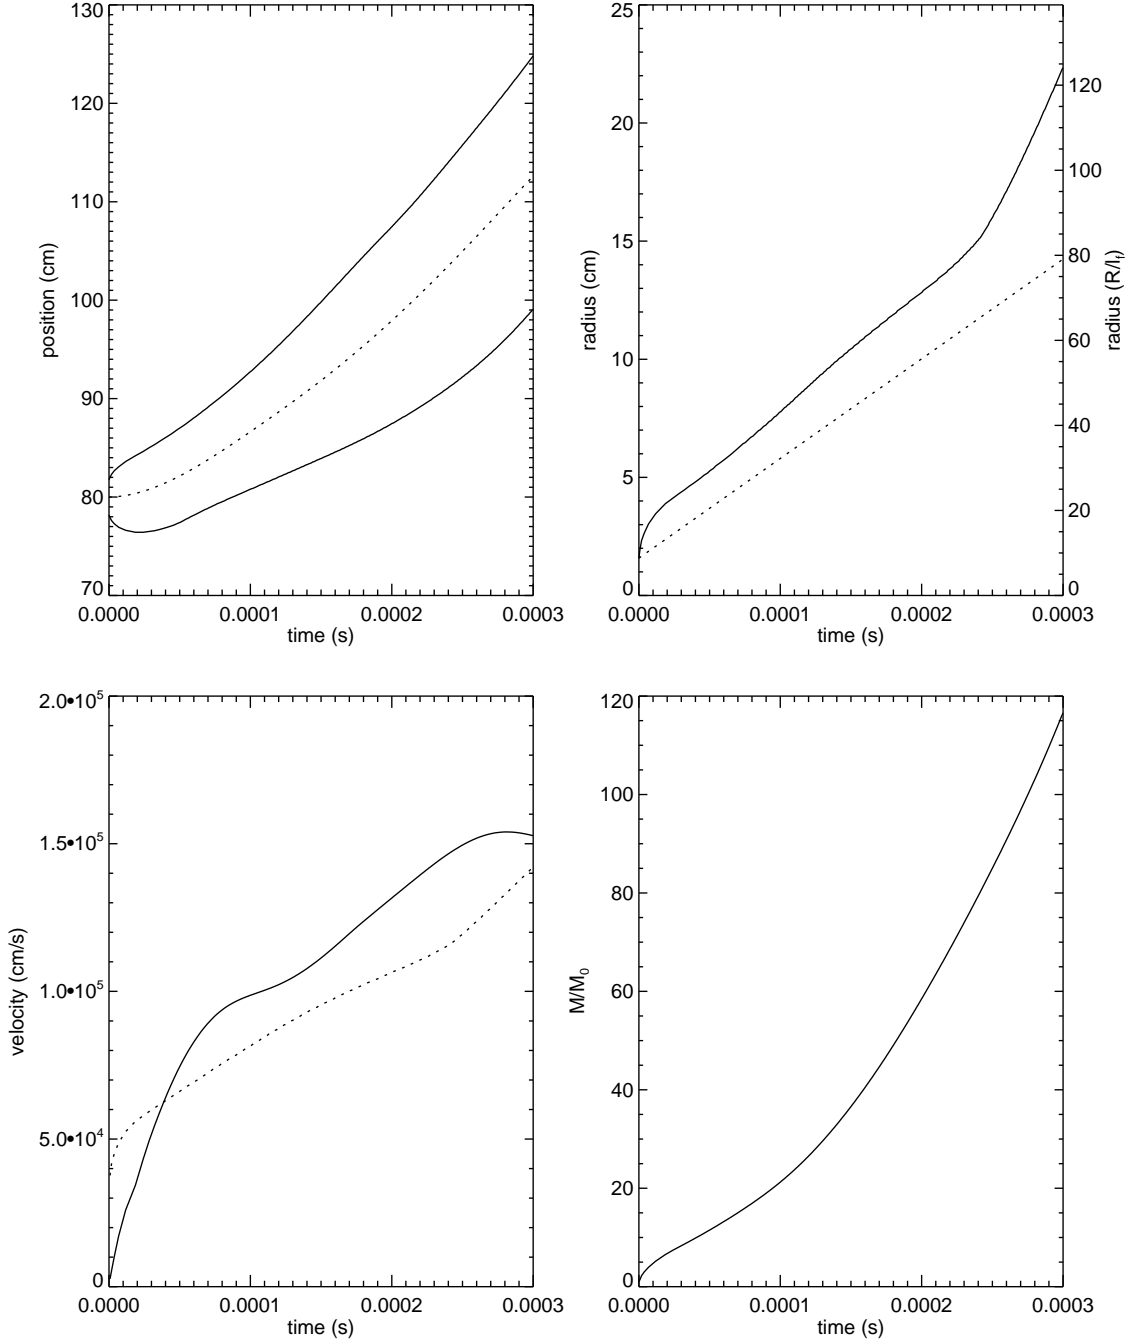 130
120
110
100
90
80
70
position (cm)
0.0000 0.0001 0.0002 0.0003
time (s)
25
20
15
10
5
0
radius (cm)
120
100
80
60
40
20
0
radius (R/l_f)
0.0000 0.0001 0.0002 0.0003
time (s)
2.0•10^5
1.5•10^5
1.0•10^5
5.0•10^4
0
velocity (cm/s)
0.0000 0.0001 0.0002 0.0003
time (s)
120
100
80
60
40
20
0
M/M_0
0.0000 0.0001 0.0002 0.0003
time (s)